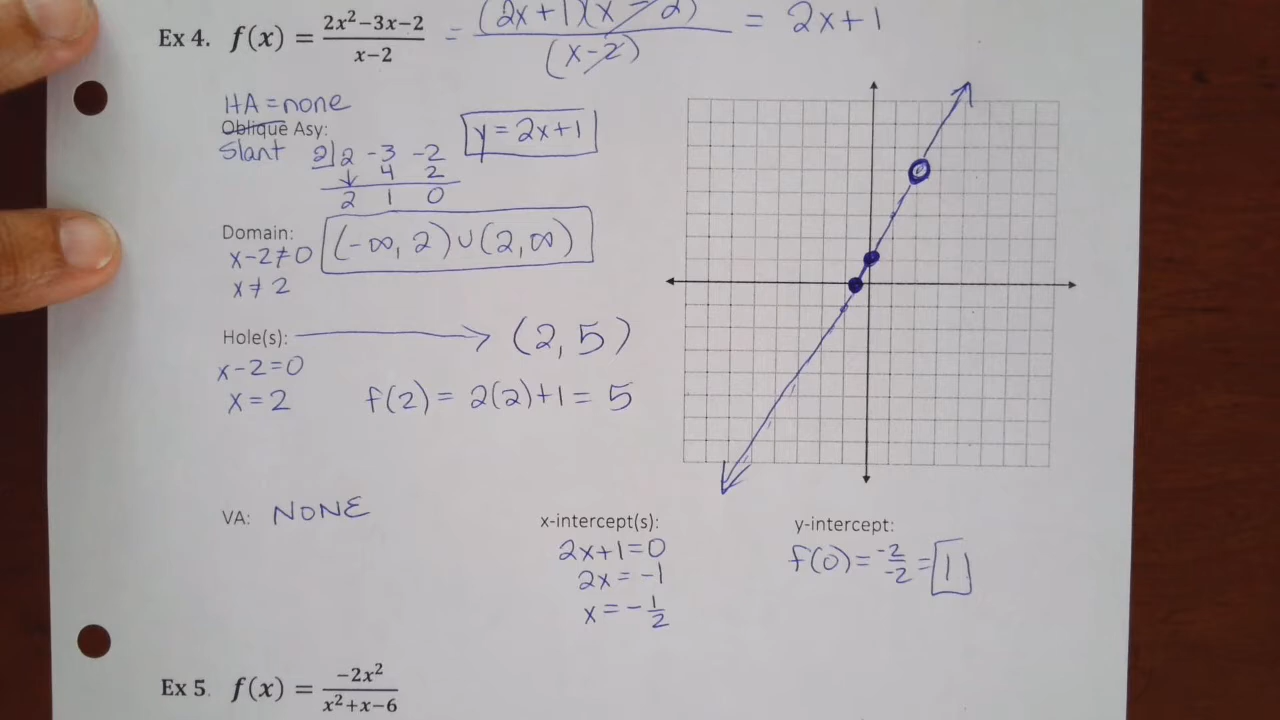 Ex 4. f(x) = (2x²−3x−2)/(x−2) = (2x+1)(x−2)/(x−2) = 2x+1
HA = none
Oblique Asy:
Slant
y = 2x+1
2| 2 -3 -2
↓ 4 2
2 1 0
Domain:
x-2≠0
x≠2
(-∞, 2) ∪ (2, ∞)
Hole(s): → (2, 5)
x-2=0
x=2
f(2) = 2(2)+1 = 5
VA: NONE
x-intercept(s):
2x+1=0
2x = -1
x = -1/2
y-intercept:
f(0) = -2/-2 = 1
Ex 5. f(x) = −2x²/(x²+x−6)